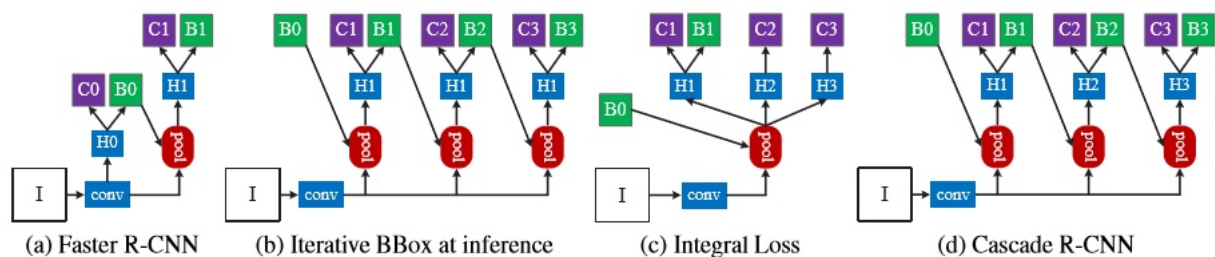 C1 B1
C0 B0
H1
H0
pool
I
conv
(a) Faster R-CNN
B0 C1 B1 C2 B2 C3 B3
H1 H1 H1
pool pool pool
I
conv
(b) Iterative BBox at inference
C1 B1 C2 C3
H1 H2 H3
B0
pool
I
conv
(c) Integral Loss
B0 C1 B1 C2 B2 C3 B3
H1 H2 H3
pool pool pool
I
conv
(d) Cascade R-CNN